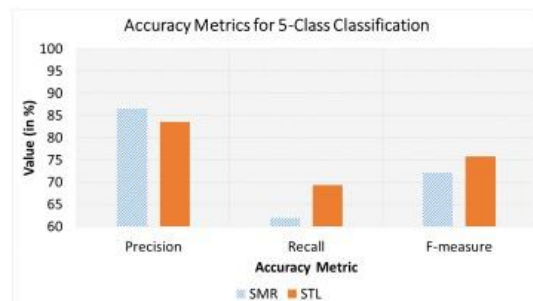 Accuracy Metrics for 5-Class Classification
100
95
90
85
80
75
70
65
60
Value (in %)
Precision Recall F-measure
Accuracy Metric
SMR STL